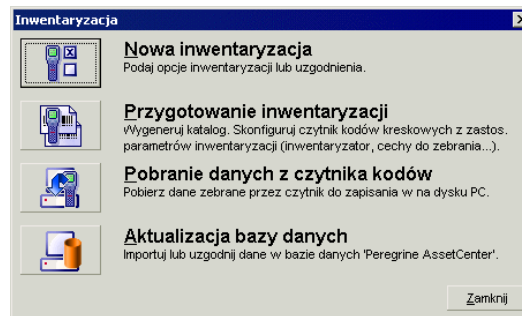 Inwentaryzacja
Nowa inwentaryzacja
Podaj opcje inwentaryzacji lub uzgodnienia.
Przygotowanie inwentaryzacji
Wygeneruj katalog. Skonfiguruj czytnik kodów kreskowych z zastos.
parametrów inwentaryzacji (inwentaryzator, cechy do zebrania...).
Pobranie danych z czytnika kodów
Pobierz dane zebrane przez czytnik do zapisania w na dysku PC.
Aktualizacja bazy danych
Importuj lub uzgodnij dane w bazie danych 'Peregrine AssetCenter'.
Zamknij